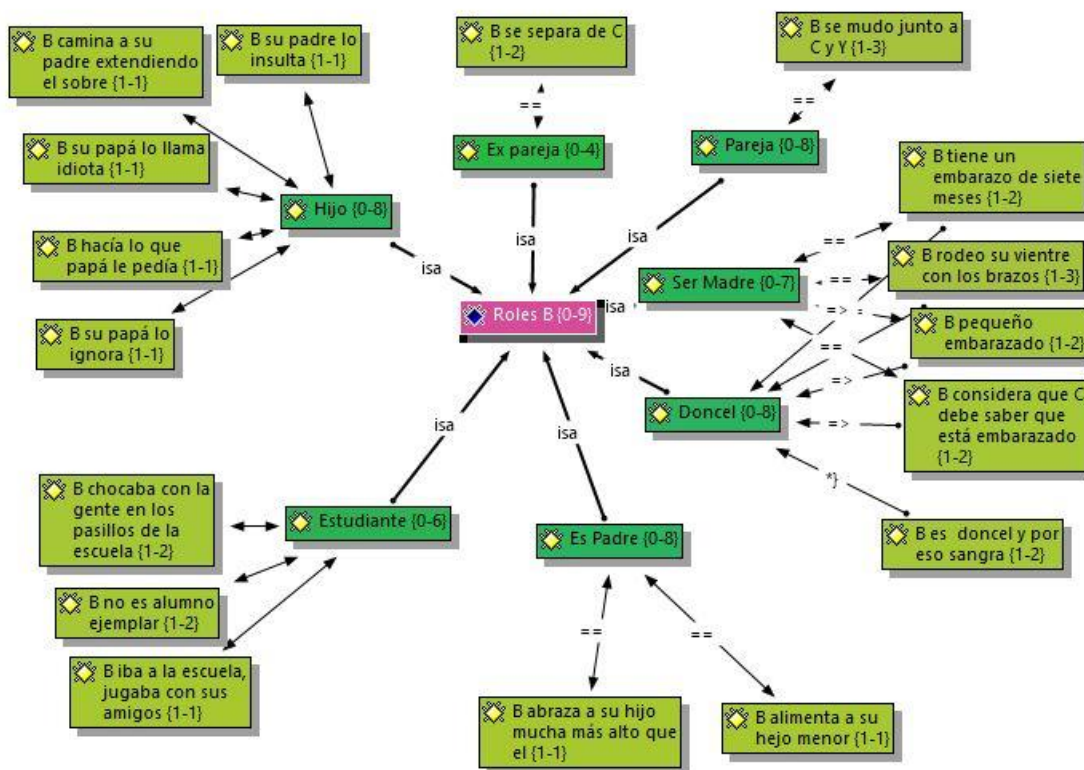 B camina a su
padre extendiendo
el sobre {1-1}
B su padre lo
insulta {1-1}
B se separa de C
{1-2}
B se mudo junto a
C y Y {1-3}
==
==
B su papá lo llama
idiota {1-1}
Ex pareja {0-4}
Pareja {0-8}
B tiene un
embarazo de siete
meses {1-2}
Hijo {0-8}
B hacía lo que
papá le pedía {1-1}
isa
isa
isa
==
B rodeo su vientre
con los brazos {1-3}
Ser Madre {0-7}
==
=>
B su papá lo
ignora {1-1}
Roles B {0-9}
isa
B pequeño
embarazado {1-2}
==
isa
=>
B considera que C
debe saber que
está embarazado
{1-2}
Doncel {0-8}
=>
isa
isa
*}
B chocaba con la
gente en los
pasillos de la
escuela {1-2}
Estudiante {0-6}
Es Padre {0-8}
B es doncel y por
eso sangra {1-2}
B no es alumno
ejemplar {1-2}
==
==
B iba a la escuela,
jugaba con sus
amigos {1-1}
B abraza a su hijo
mucha más alto que
el {1-1}
B alimenta a su
hejo menor {1-1}